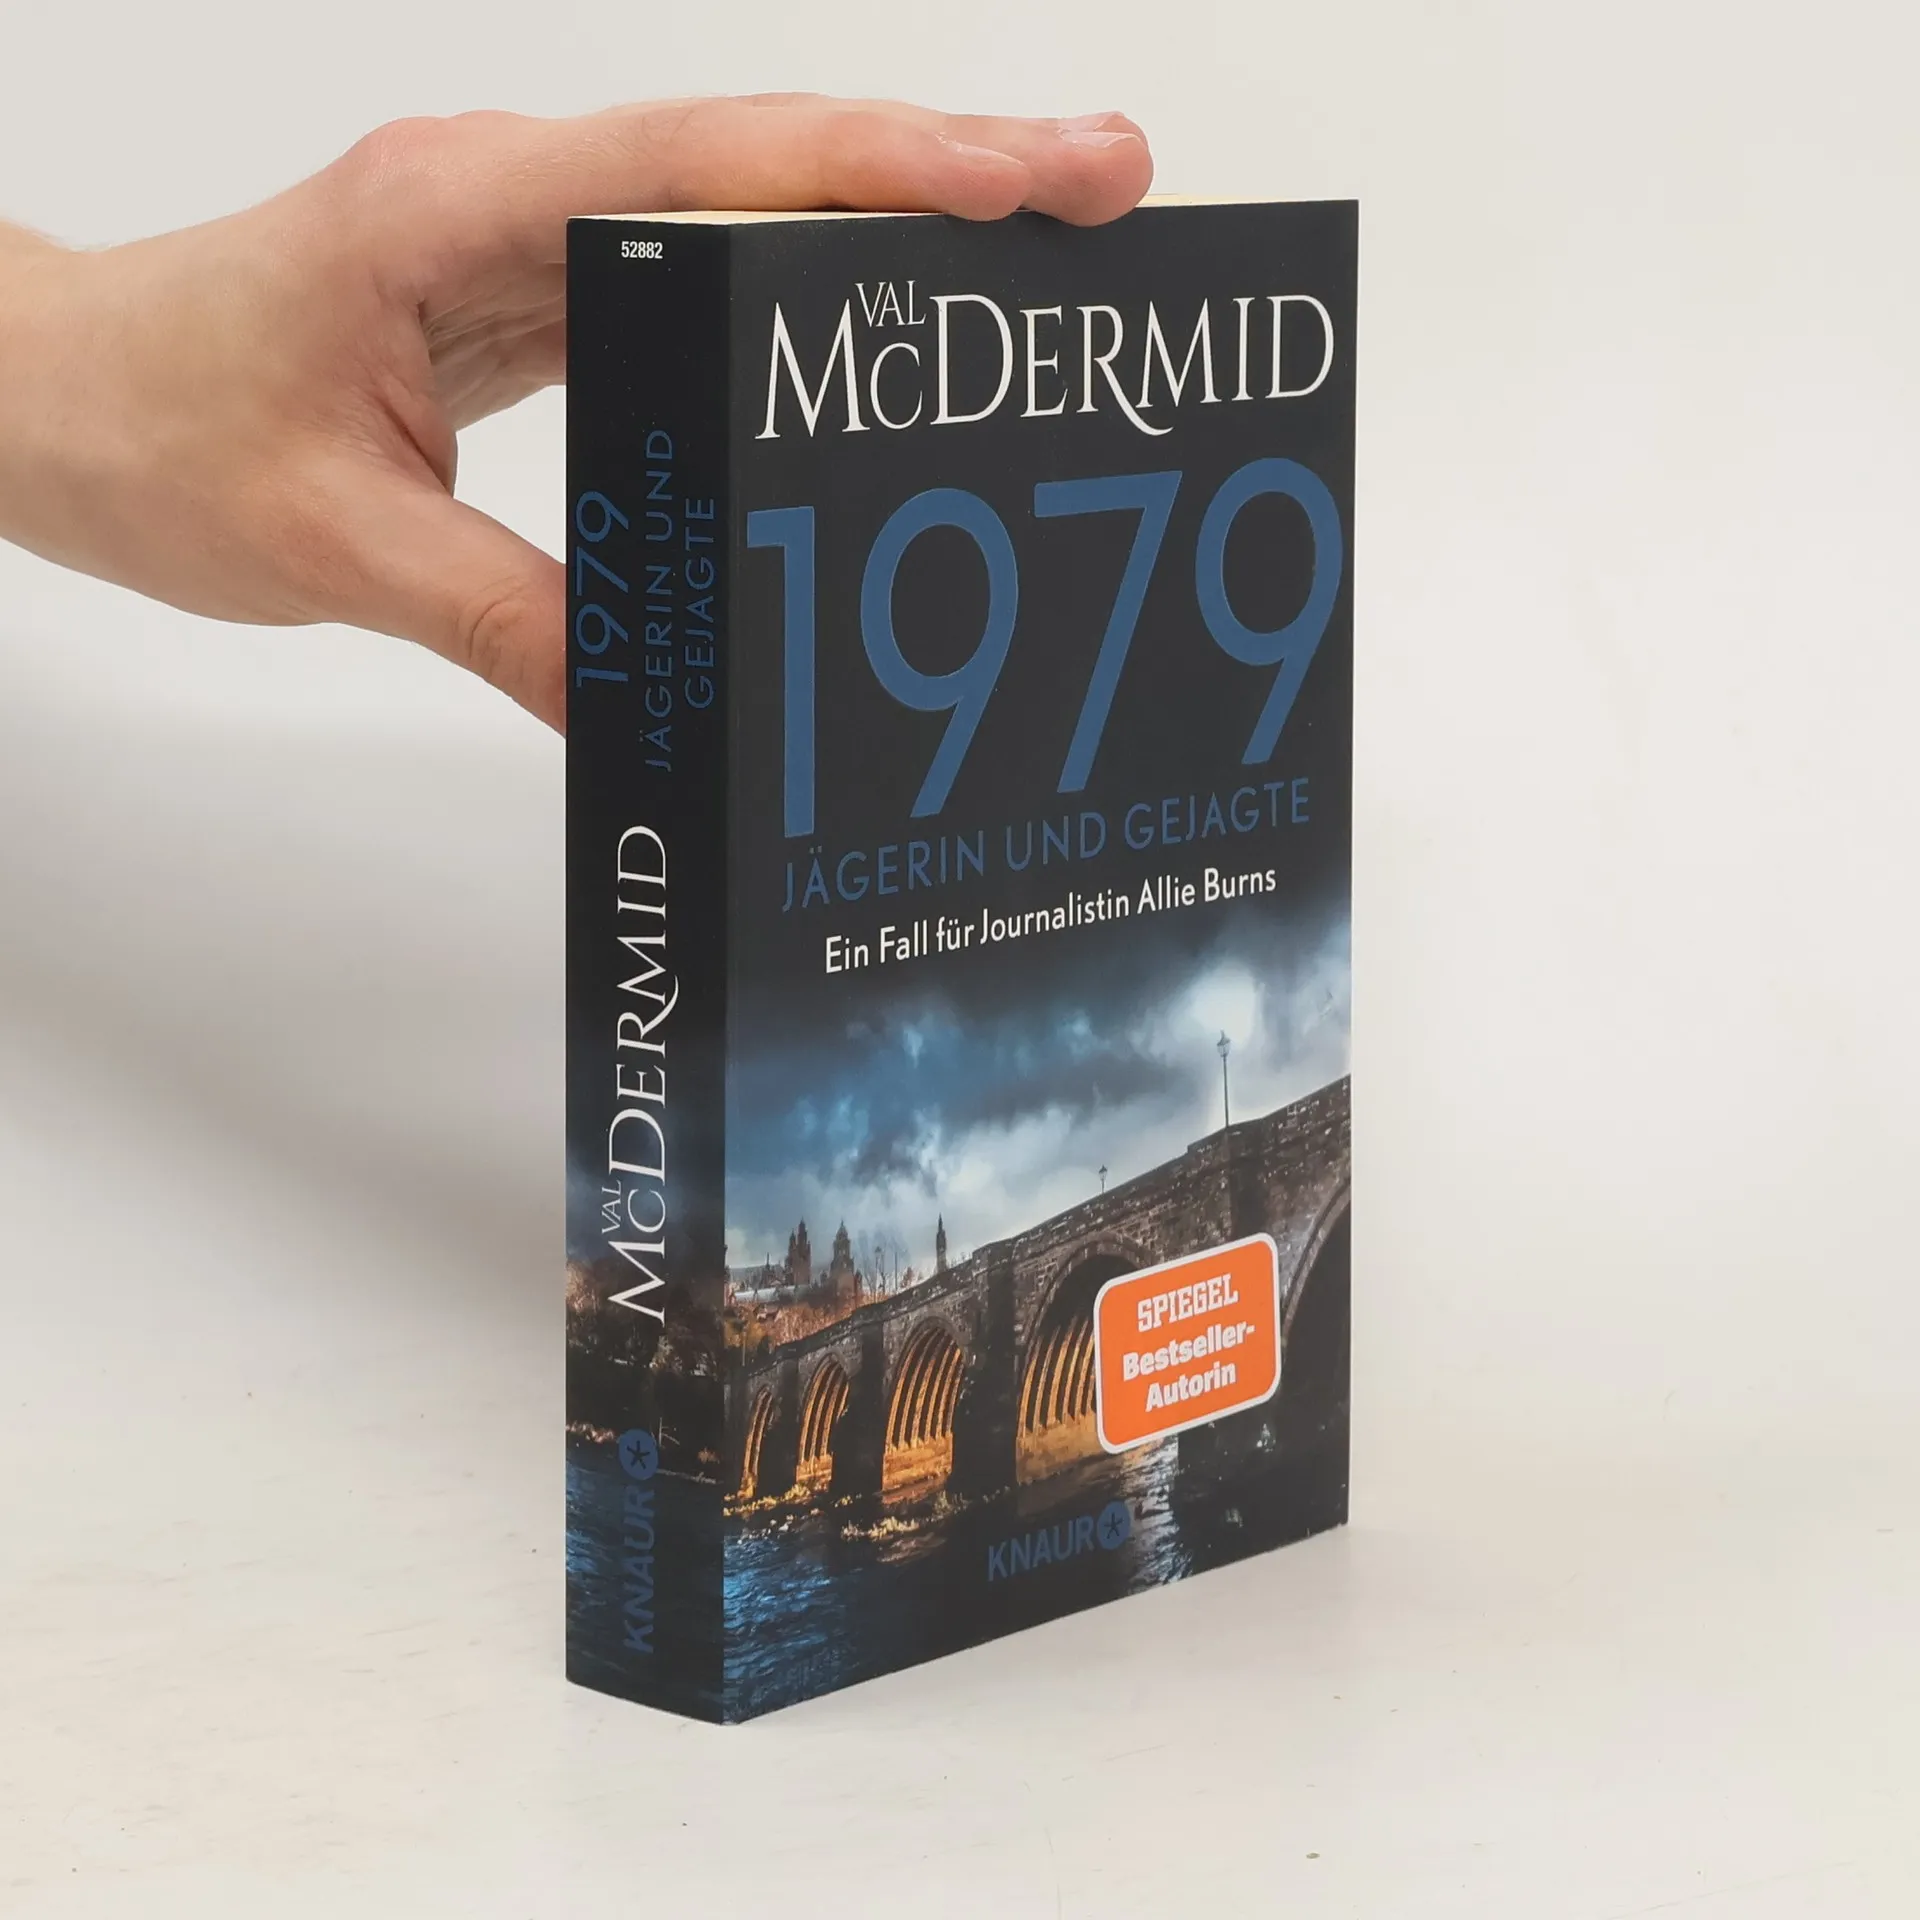 52882
1979
JÄGERIN UND
GEJAGTE
VAL
MCDERMID
KNAUR
VAL
MCDERMID
1979
JÄGERIN UND GEJAGTE
Ein Fall für Journalistin Allie Burns
SPIEGEL
Bestseller-
Autorin
KNAUR